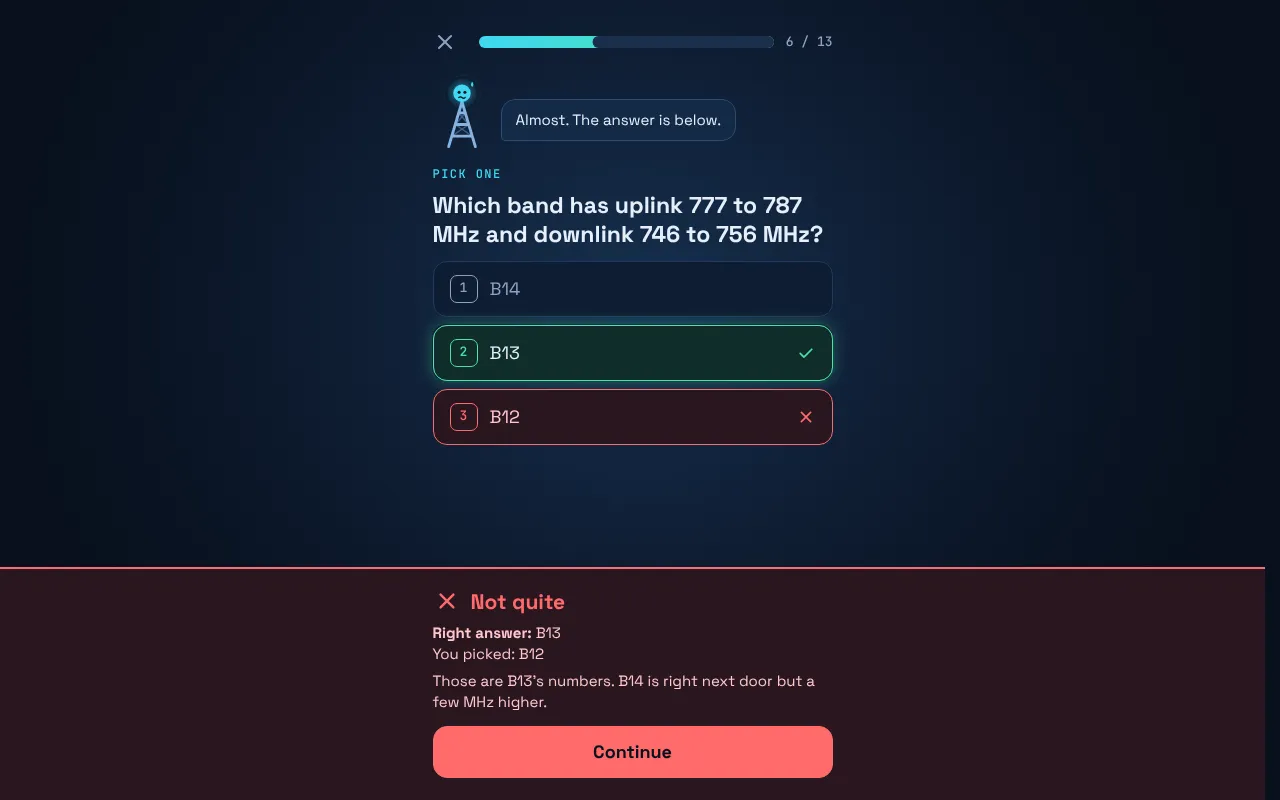 6 / 13
Almost. The answer is below.
PICK ONE
Which band has uplink 777 to 787
MHz and downlink 746 to 756 MHz?
1 B14
2 B13
3 B12
Not quite
Right answer: B13
You picked: B12
Those are B13's numbers. B14 is right next door but a
few MHz higher.
Continue